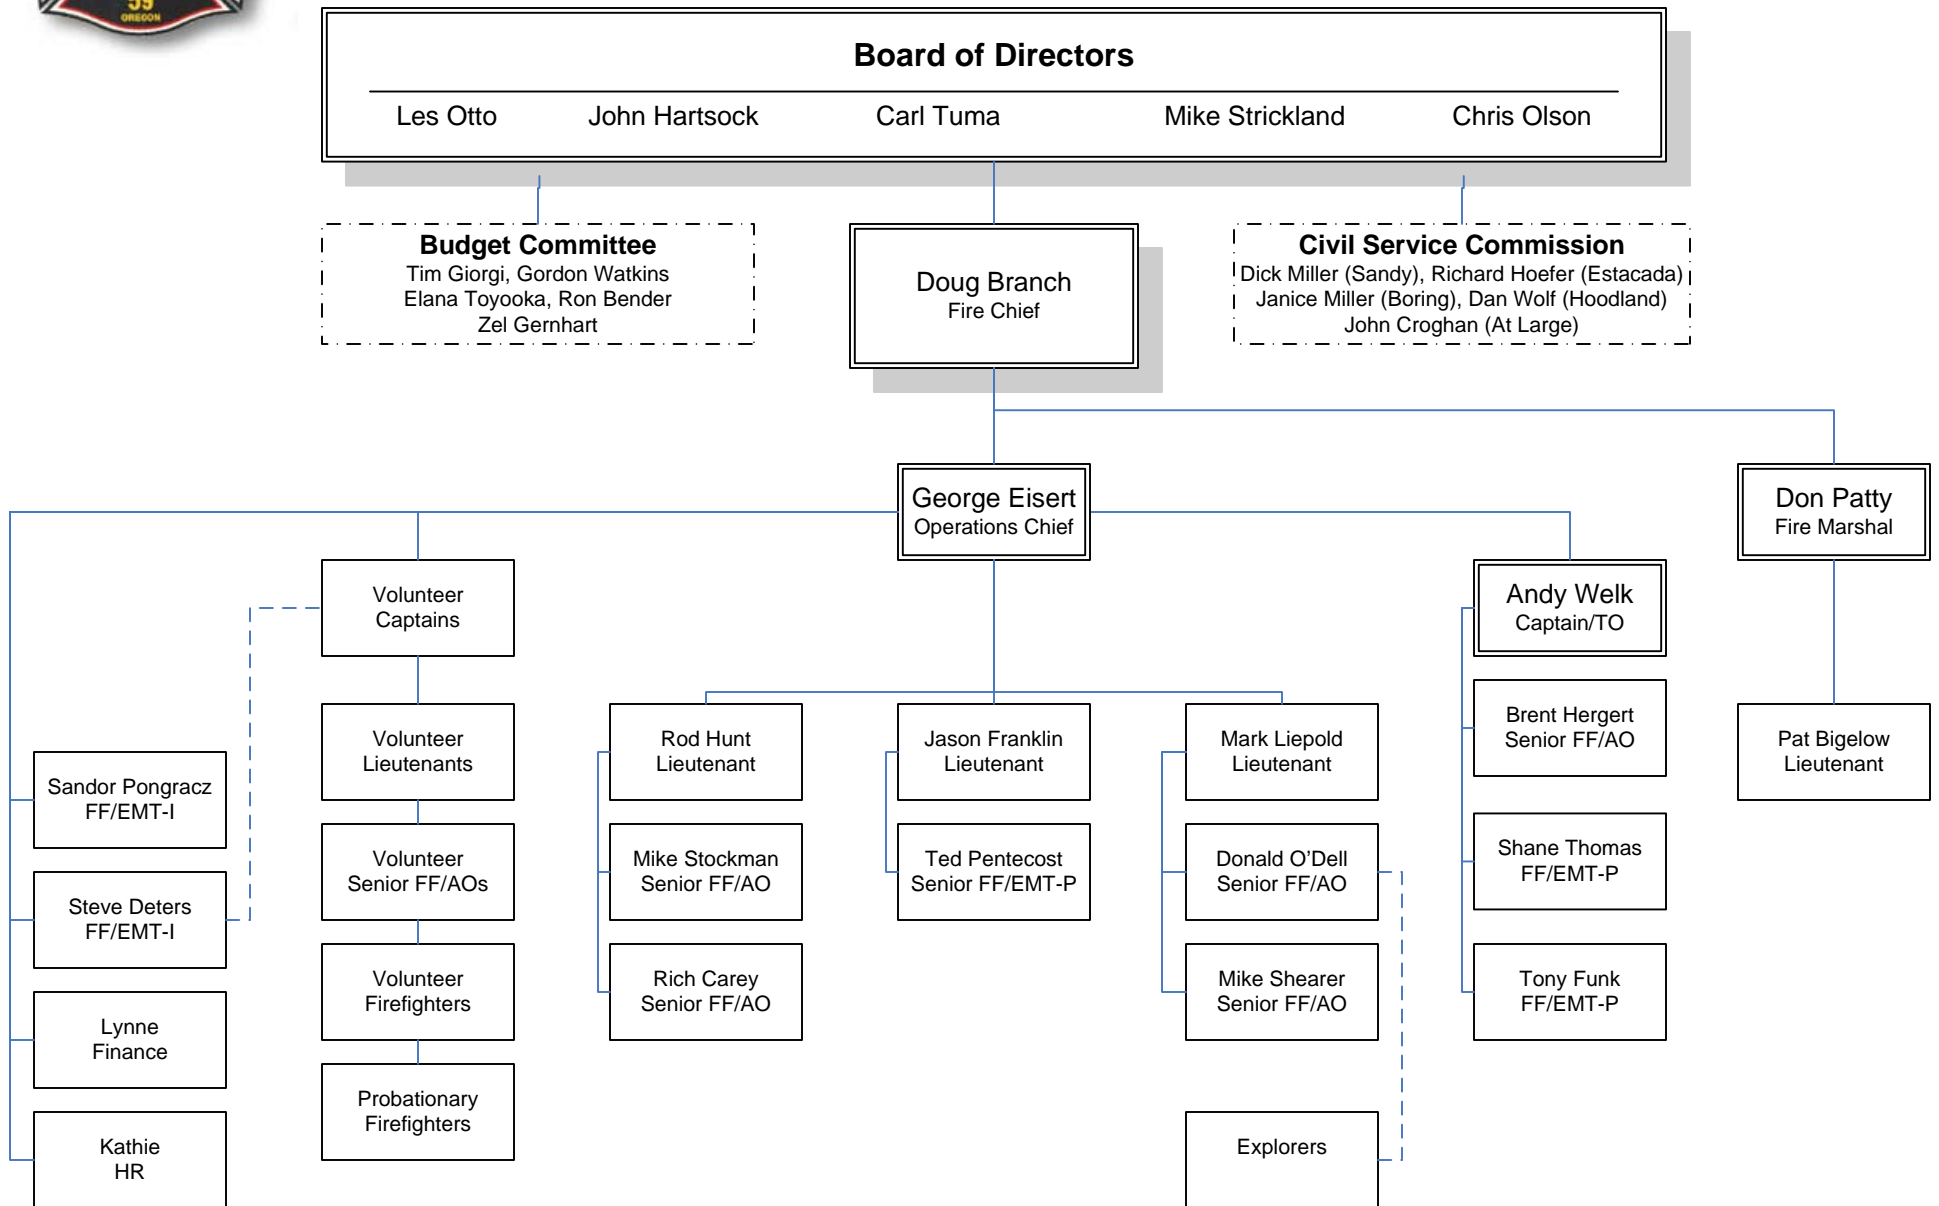 59
OREGON
Board of Directors
Les Otto John Hartsock Carl Tuma Mike Strickland Chris Olson
Budget Committee
Tim Giorgi, Gordon Watkins
Elana Toyooka, Ron Bender
Zel Gernhart
Doug Branch
Fire Chief
Civil Service Commission
Dick Miller (Sandy), Richard Hoefer (Estacada)
Janice Miller (Boring), Dan Wolf (Hoodland)
John Croghan (At Large)
George Eisert
Operations Chief
Don Patty
Fire Marshal
Sandor Pongracz
FF/EMT-I
Steve Deters
FF/EMT-I
Lynne
Finance
Kathie
HR
Volunteer
Captains
Volunteer
Lieutenants
Volunteer
Senior FF/AOs
Volunteer
Firefighters
Probationary
Firefighters
Rod Hunt
Lieutenant
Mike Stockman
Senior FF/AO
Rich Carey
Senior FF/AO
Jason Franklin
Lieutenant
Ted Pentecost
Senior FF/EMT-P
Mark Liepold
Lieutenant
Donald O’Dell
Senior FF/AO
Mike Shearer
Senior FF/AO
Explorers
Andy Welk
Captain/TO
Brent Hergert
Senior FF/AO
Shane Thomas
FF/EMT-P
Tony Funk
FF/EMT-P
Pat Bigelow
Lieutenant